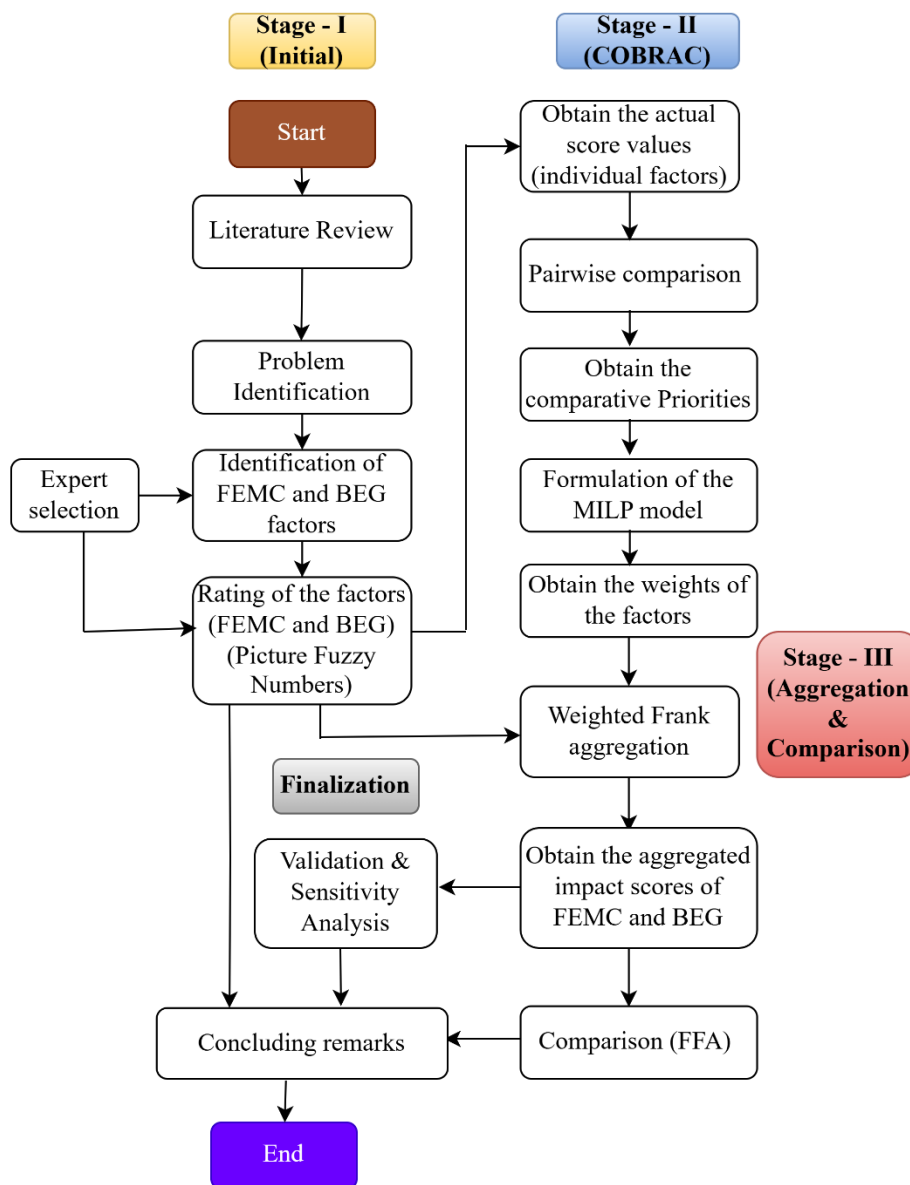 Stage - I
(Initial)
Stage - II
(COBRAC)
Start
Literature Review
Problem
Identification
Expert
selection
Identification of
FEMC and BEG
factors
Rating of the factors
(FEMC and BEG)
(Picture Fuzzy
Numbers)
Obtain the actual
score values
(individual factors)
Pairwise comparison
Obtain the
comparative Priorities
Formulation of the
MILP model
Obtain the weights of
the factors
Stage - III
(Aggregation
&
Comparison)
Weighted Frank
aggregation
Finalization
Validation &
Sensitivity
Analysis
Obtain the aggregated
impact scores of
FEMC and BEG
Concluding remarks
Comparison (FFA)
End